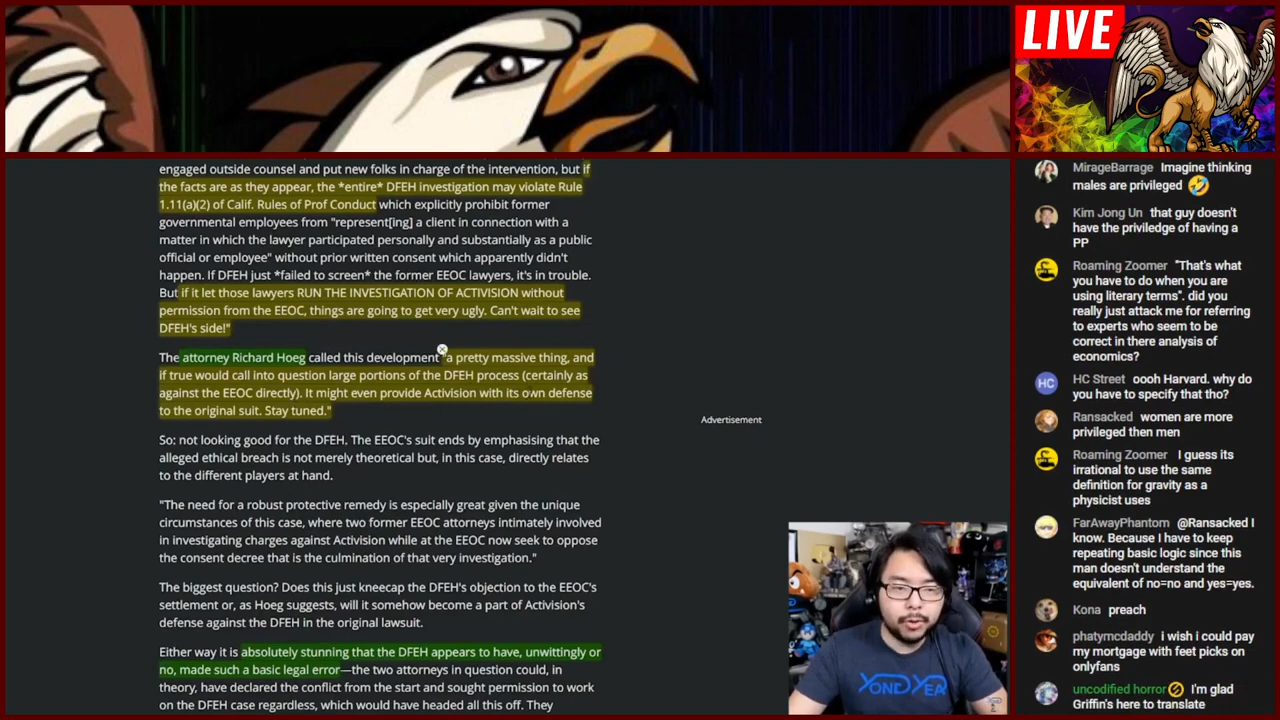 LIVE
engaged outside counsel and put new folks in charge of the intervention, but if
the facts are as they appear, the *entire* DFEH investigation may violate Rule
1.11(a)(2) of Calif. Rules of Prof Conduct which explicitly prohibit former
governmental employees from "represent[ing] a client in connection with a
matter in which the lawyer participated personally and substantially as a public
official or employee" without prior written consent which apparently didn't
happen. If DFEH just *failed to screen* the former EEOC lawyers, it's in trouble.
But if it let those lawyers RUN THE INVESTIGATION OF ACTIVISION without
permission from the EEOC, things are going to get very ugly. Can't wait to see
DFEH's side!"
The attorney Richard Hoeg called this development "a pretty massive thing, and
if true would call into question large portions of the DFEH process (certainly as
against the EEOC directly). It might even provide Activision with its own defense
to the original suit. Stay tuned."
So: not looking good for the DFEH. The EEOC's suit ends by emphasising that the
alleged ethical breach is not merely theoretical but, in this case, directly relates
to the different players at hand.
"The need for a robust protective remedy is especially great given the unique
circumstances of this case, where two former EEOC attorneys intimately involved
in investigating charges against Activision while at the EEOC now seek to oppose
the consent decree that is the culmination of that very investigation."
The biggest question? Does this just kneecap the DFEH's objection to the EEOC's
settlement or, as Hoeg suggests, will it somehow become a part of Activision's
defense against the DFEH in the original lawsuit.
Either way it is absolutely stunning that the DFEH appears to have, unwittingly or
no, made such a basic legal error—the two attorneys in question could, in
theory, have declared the conflict from the start and sought permission to work
on the DFEH case regardless, which would have headed all this off. They
Advertisement
YONGYEA
MirageBarrage Imagine thinking
males are privileged 🤣
Kim Jong Un that guy doesn't
have the priviledge of having a
PP
Roaming Zoomer "That's what
you have to do when you are
using literary terms". did you
really just attack me for referring
to experts who seem to be
correct in there analysis of
economics?
HC
HC Street oooh Harvard. why do
you have to specify that tho?
Ransacked women are more
privileged then men
Roaming Zoomer I guess its
irrational to use the same
definition for gravity as a
physicist uses
FarAwayPhantom @Ransacked I
know. Because I have to keep
repeating basic logic since this
man doesn't understand the
equivalent of no=no and yes=yes.
Kona preach
phatymcdaddy i wish i could pay
my mortgage with feet picks on
onlyfans
uncodified horror I'm glad
Griffin's here to translate